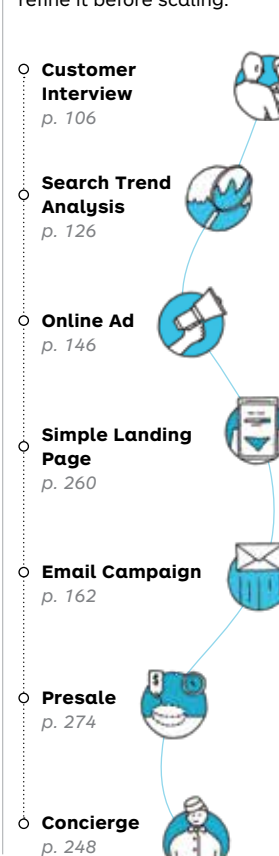 refine it before scaling.
Customer
Interview
p. 106
Search Trend
Analysis
p. 126
Online Ad
p. 146
Simple Landing
Page
p. 260
Email Campaign
p. 162
Presale
p. 274
Concierge
p. 248